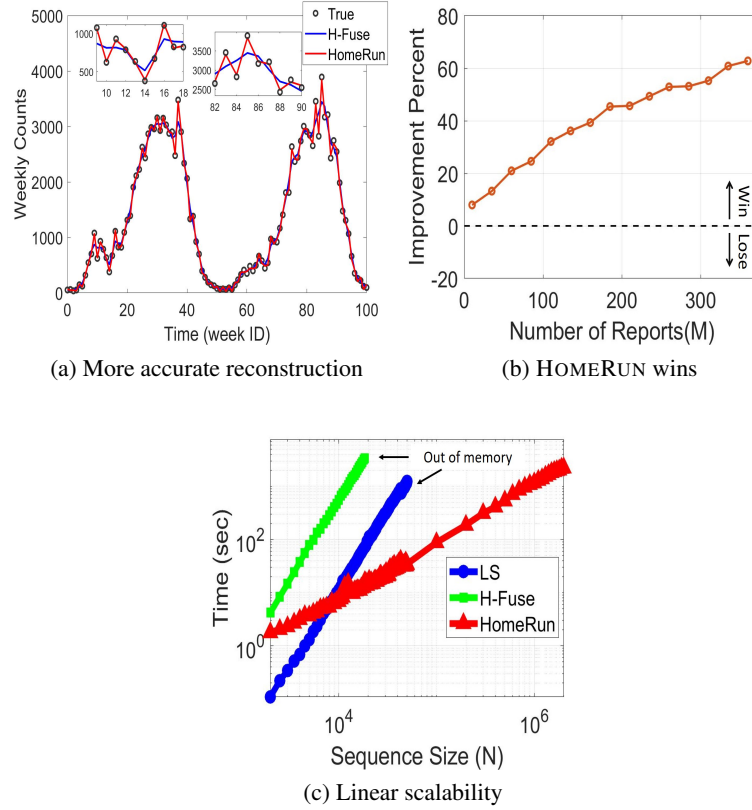 5000
4000
3000
2000
1000
0
Weekly Counts
0 20 40 60 80 100
Time (week ID)
1000
500
10 12 14 16 18
3500
3000
2500
82 84 86 88 90
True
H-Fuse
HomeRun
(a) More accurate reconstruction
80
60
40
20
0
-20
Improvement Percent
0 100 200 300
Number of Reports(M)
Win
Lose
(b) HOMERUN wins
10^2
10^0
Time (sec)
10^4 10^6
Sequence Size (N)
Out of memory
LS
H-Fuse
HomeRun
(c) Linear scalability